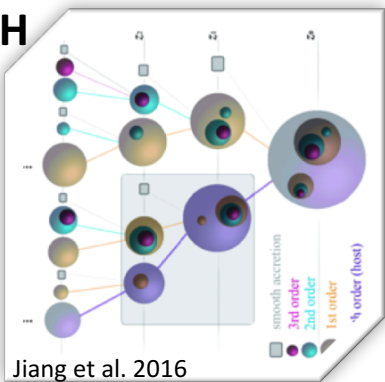 H
smooth accretion
3rd order
2nd order
1st order
h order (host)
Jiang et al. 2016